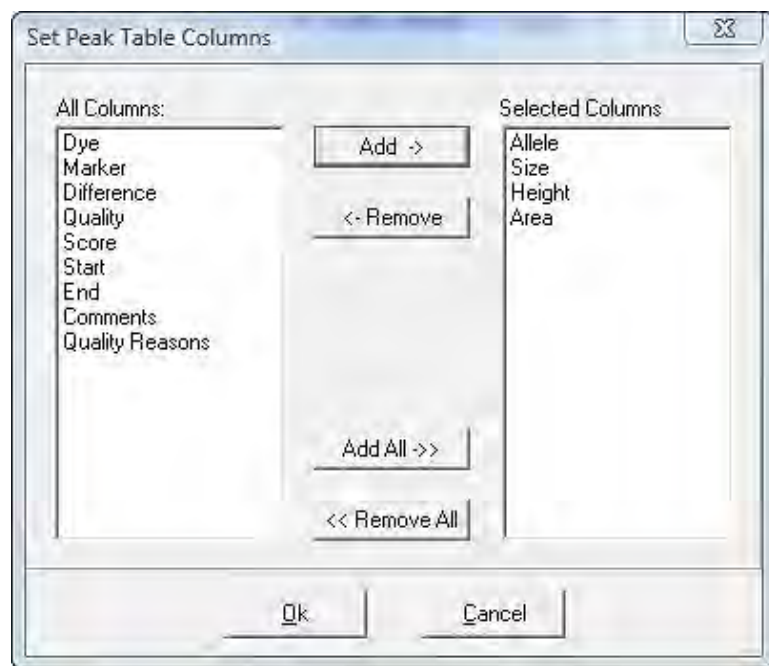 Set Peak Table Columns
All Columns:
Dye
Marker
Difference
Quality
Score
Start
End
Comments
Quality Reasons
Add ->
<- Remove
Add All ->>
<< Remove All
Selected Columns
Allele
Size
Height
Area
Ok
Cancel